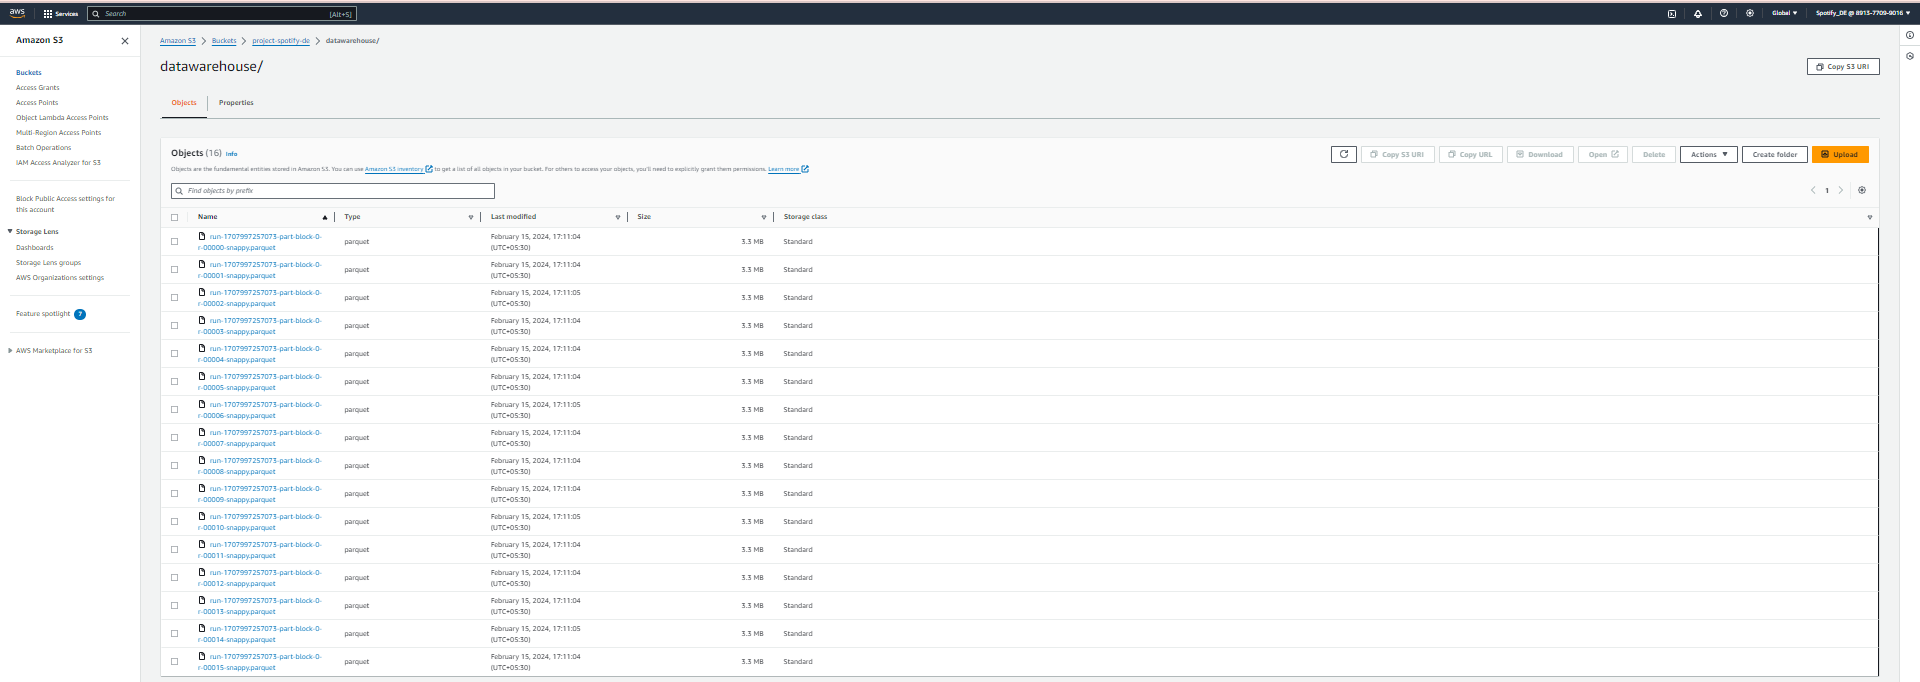 aws Services Search [Alt+S] Global Spotify_DE @ 8913-7709-9016
Amazon S3
Buckets
Access Grants
Access Points
Object Lambda Access Points
Multi-Region Access Points
Batch Operations
IAM Access Analyzer for S3
Block Public Access settings for
this account
Storage Lens
Dashboards
Storage Lens groups
AWS Organizations settings
Feature spotlight 7
AWS Marketplace for S3
Amazon S3 > Buckets > project-spotify-de > datawarehouse/
datawarehouse/
Copy S3 URI
Objects Properties
Objects (16) Info
Copy S3 URI Copy URL Download Open Delete Actions Create folder Upload
Objects are the fundamental entities stored in Amazon S3. You can use Amazon S3 inventory to get a list of all objects in your bucket. For others to access your objects, you'll need to explicitly grant them permissions. Learn more
Find objects by prefix
1
Name Type Last modified Size Storage class
run-1707997257073-part-block-0-
r-00000-snappy.parquet parquet February 15, 2024, 17:11:04
(UTC+05:30) 3.3 MB Standard
run-1707997257073-part-block-0-
r-00001-snappy.parquet parquet February 15, 2024, 17:11:04
(UTC+05:30) 3.3 MB Standard
run-1707997257073-part-block-0-
r-00002-snappy.parquet parquet February 15, 2024, 17:11:05
(UTC+05:30) 3.3 MB Standard
run-1707997257073-part-block-0-
r-00003-snappy.parquet parquet February 15, 2024, 17:11:04
(UTC+05:30) 3.3 MB Standard
run-1707997257073-part-block-0-
r-00004-snappy.parquet parquet February 15, 2024, 17:11:04
(UTC+05:30) 3.3 MB Standard
run-1707997257073-part-block-0-
r-00005-snappy.parquet parquet February 15, 2024, 17:11:04
(UTC+05:30) 3.3 MB Standard
run-1707997257073-part-block-0-
r-00006-snappy.parquet parquet February 15, 2024, 17:11:05
(UTC+05:30) 3.3 MB Standard
run-1707997257073-part-block-0-
r-00007-snappy.parquet parquet February 15, 2024, 17:11:04
(UTC+05:30) 3.3 MB Standard
run-1707997257073-part-block-0-
r-00008-snappy.parquet parquet February 15, 2024, 17:11:04
(UTC+05:30) 3.3 MB Standard
run-1707997257073-part-block-0-
r-00009-snappy.parquet parquet February 15, 2024, 17:11:04
(UTC+05:30) 3.3 MB Standard
run-1707997257073-part-block-0-
r-00010-snappy.parquet parquet February 15, 2024, 17:11:05
(UTC+05:30) 3.3 MB Standard
run-1707997257073-part-block-0-
r-00011-snappy.parquet parquet February 15, 2024, 17:11:04
(UTC+05:30) 3.3 MB Standard
run-1707997257073-part-block-0-
r-00012-snappy.parquet parquet February 15, 2024, 17:11:04
(UTC+05:30) 3.3 MB Standard
run-1707997257073-part-block-0-
r-00013-snappy.parquet parquet February 15, 2024, 17:11:04
(UTC+05:30) 3.3 MB Standard
run-1707997257073-part-block-0-
r-00014-snappy.parquet parquet February 15, 2024, 17:11:05
(UTC+05:30) 3.3 MB Standard
run-1707997257073-part-block-0-
r-00015-snappy.parquet parquet February 15, 2024, 17:11:04
(UTC+05:30) 3.3 MB Standard